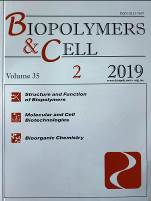 BIOPOLYMERS
& CELL
Volume 35
2
2019
Structure and Function
of Biopolymers
Molecular and Cell
Biotechnologies
Bioorganic Chemistry